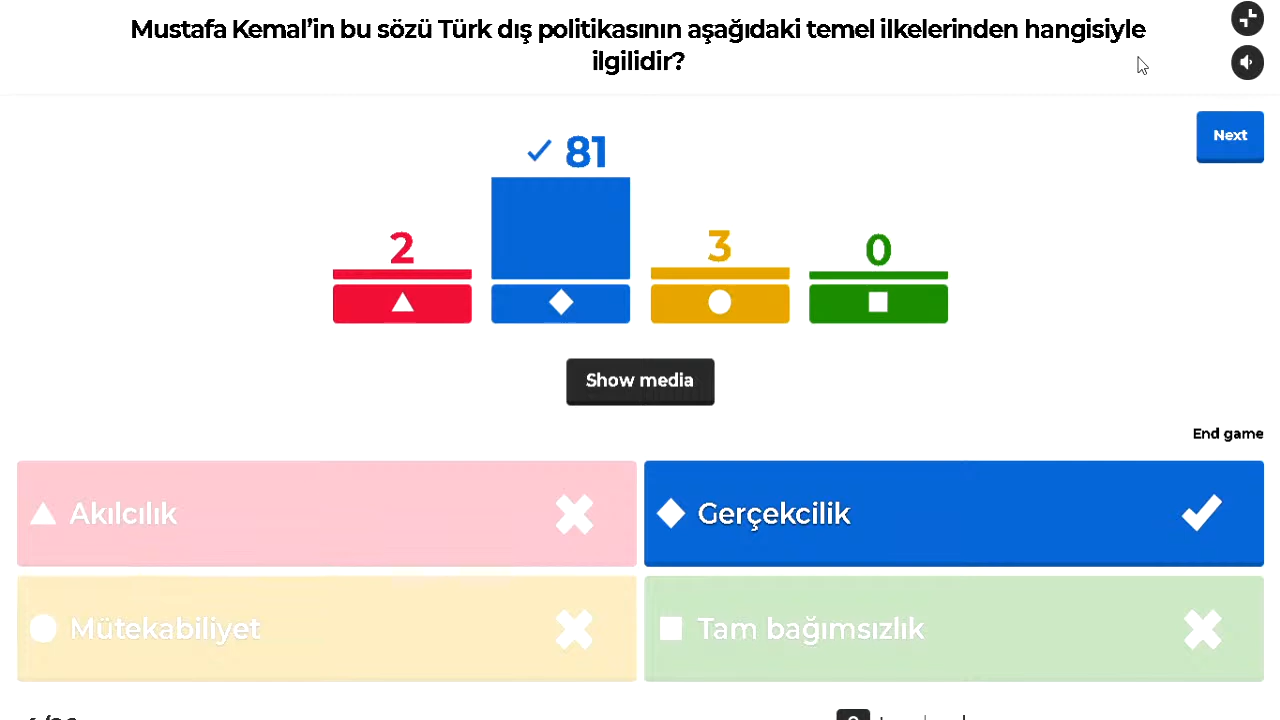 Mustafa Kemal’in bu sözü Türk dış politikasının aşağıdaki temel ilkelerinden hangisiyle
ilgilidir?
Next
81
2
3
0
Show media
End game
Akılcılık
Gerçekcilik
Mütekabiliyet
Tam bağımsızlık